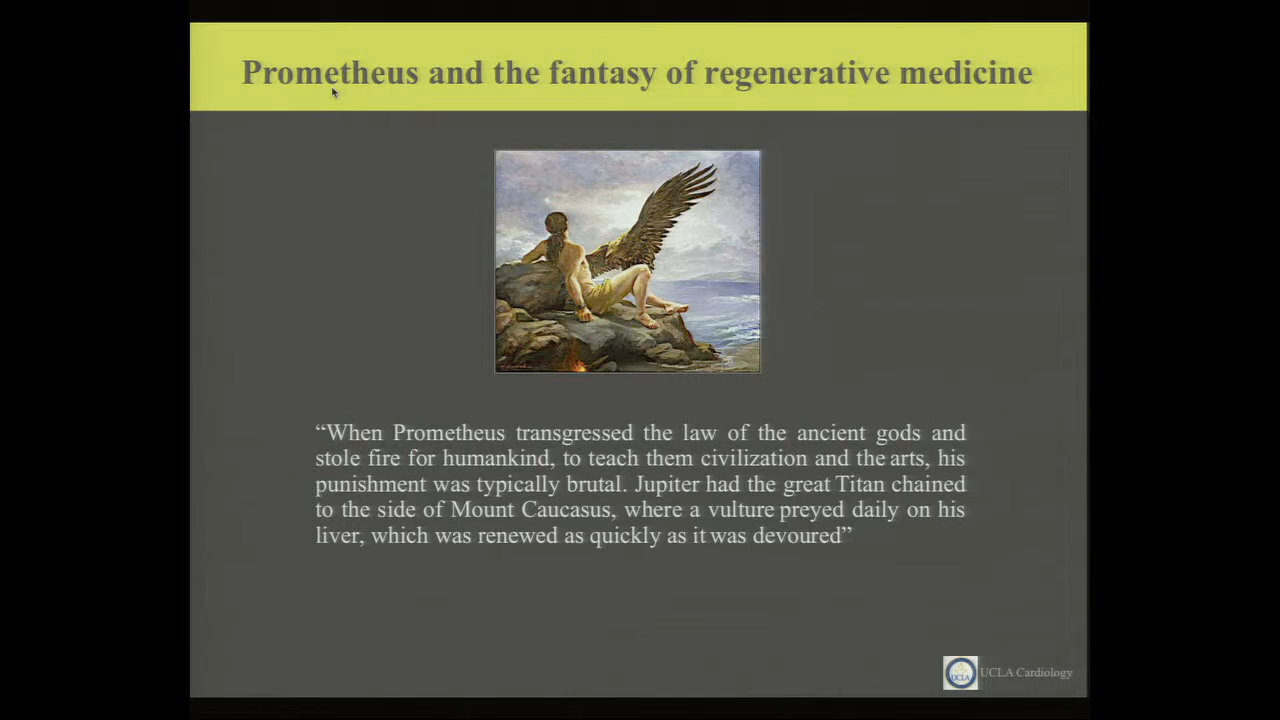 Prometheus and the fantasy of regenerative medicine
“When Prometheus transgressed the law of the ancient gods and
stole fire for humankind, to teach them civilization and the arts, his
punishment was typically brutal. Jupiter had the great Titan chained
to the side of Mount Caucasus, where a vulture preyed daily on his
liver, which was renewed as quickly as it was devoured”
UCLA
UCLA Cardiology